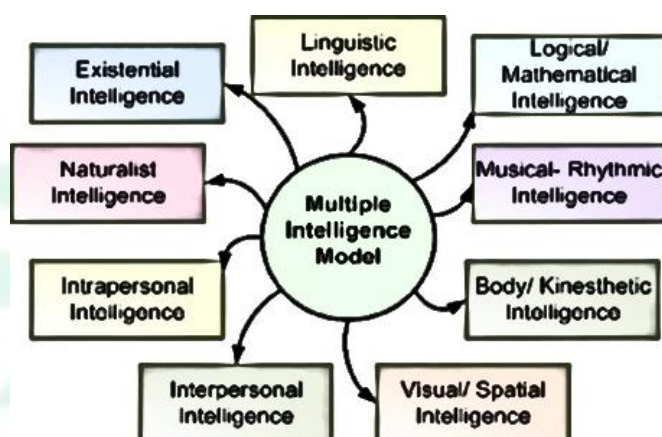 Linguistic
Intelligence
Logical/
Mathematical
Intelligence
Existential
Intelligence
Naturalist
Intelligence
Multiple
Intelligence
Model
Musical- Rhythmic
Intelligence
Intrapersonal
Intelligence
Body/ Kinesthetic
Intelligence
Interpersonal
Intelligence
Visual/ Spatial
Intelligence